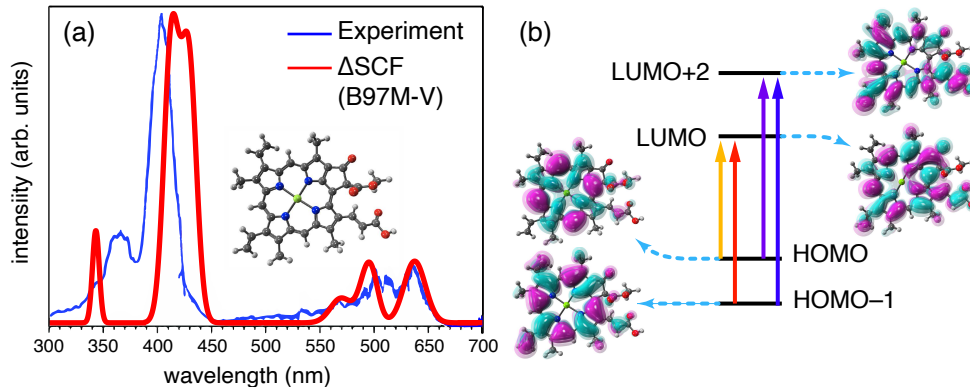 (a)
Experiment
ΔSCF
(B97M-V)
intensiity (arb. units)
300 350 400 450 500 550 600 650 700
wavelength (nm)
(b)
LUMO+2
LUMO
HOMO
HOMO−1